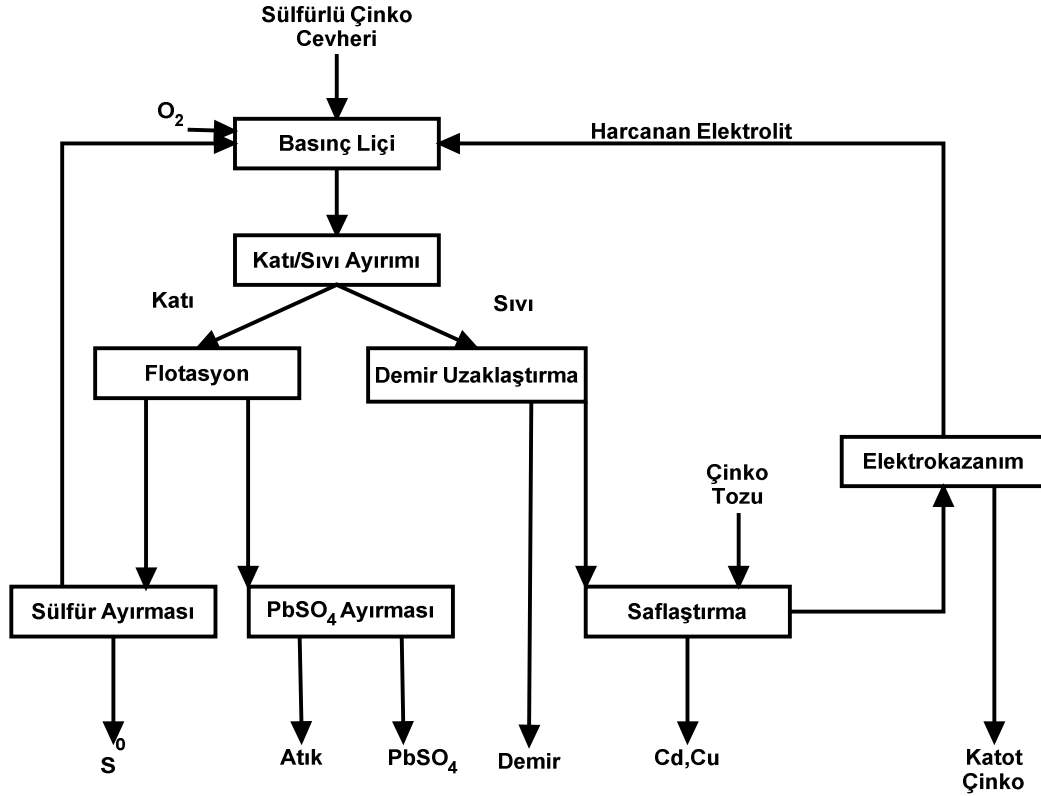 Sülfürlü Çinko
Cevheri
O₂
Basınç Liçi
Harcanan Elektrolit
Katı/Sıvı Ayırımı
Katı
Sıvı
Flotasyon
Demir Uzaklaştırma
Elektrokazanım
Çinko
Tozu
Sülfür Ayırması
PbSO₄ Ayırması
Saflaştırma
S⁰
Atık
PbSO₄
Demir
Cd,Cu
Katot
Çinko